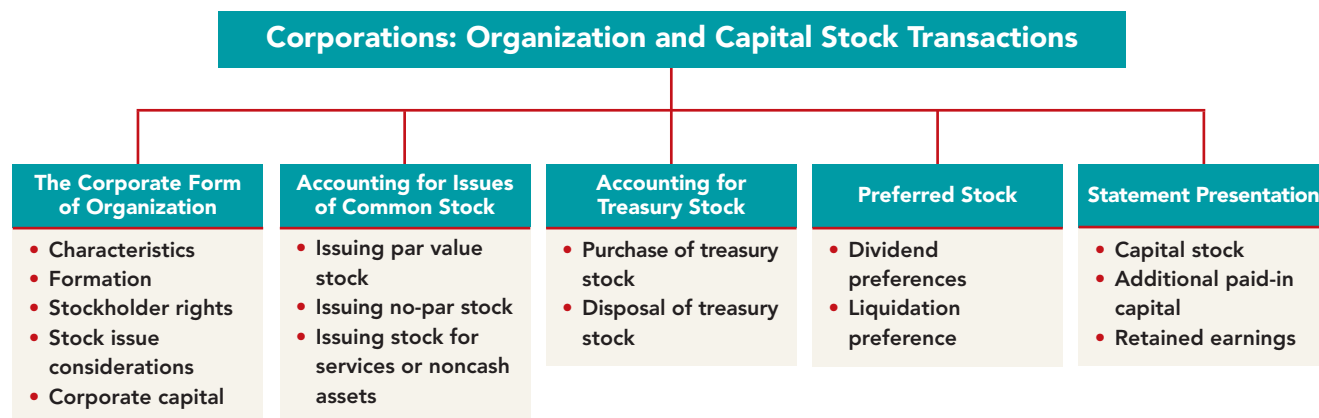 Corporations: Organization and Capital Stock Transactions
The Corporate Form
of Organization
• Characteristics
• Formation
• Stockholder rights
• Stock issue
considerations
• Corporate capital
Accounting for Issues
of Common Stock
• Issuing par value
stock
• Issuing no-par stock
• Issuing stock for
services or noncash
assets
Accounting for
Treasury Stock
• Purchase of treasury
stock
• Disposal of treasury
stock
Preferred Stock
• Dividend
preferences
• Liquidation
preference
Statement Presentation
• Capital stock
• Additional paid-in
capital
• Retained earnings